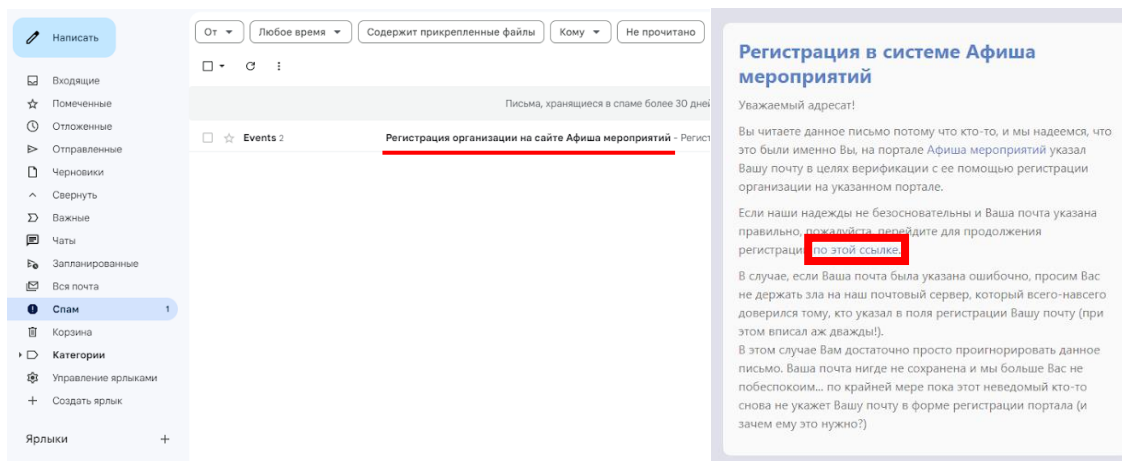 Написать
От
Любое время
Содержит прикрепленные файлы
Кому
Не прочитано
Входящие
Помеченные
Отложенные
Отправленные
Черновики
Свернуть
Важные
Чаты
Запланированные
Вся почта
Спам 1
Корзина
Категории
Управление ярлыками
Создать ярлык
Ярлыки +
Письма, хранящиеся в спаме более 30 дней
Events 2 Регистрация организации на сайте Афиша мероприятий - Регист
Регистрация в системе Афиша
мероприятий
Уважаемый адресат!
Вы читаете данное письмо потому что кто-то, и мы надеемся, что
это были именно Вы, на портале Афиша мероприятий указал
Вашу почту в целях верификации с ее помощью регистрации
организации на указанном портале.
Если наши надежды не безосновательны и Ваша почта указана
правильно, пожалуйста, перейдите для продолжения
регистрации по этой ссылке.
В случае, если Ваша почта была указана ошибочно, просим Вас
не держать зла на наш почтовый сервер, который всего-навсего
доверился тому, кто указал в поля регистрации Вашу почту (при
этом вписал аж дважды!).
В этом случае Вам достаточно просто проигнорировать данное
письмо. Ваша почта нигде не сохранена и мы больше Вас не
побеспокоим... по крайней мере пока этот неведомый кто-то
снова не укажет Вашу почту в форме регистрации портала (и
зачем ему это нужно?)